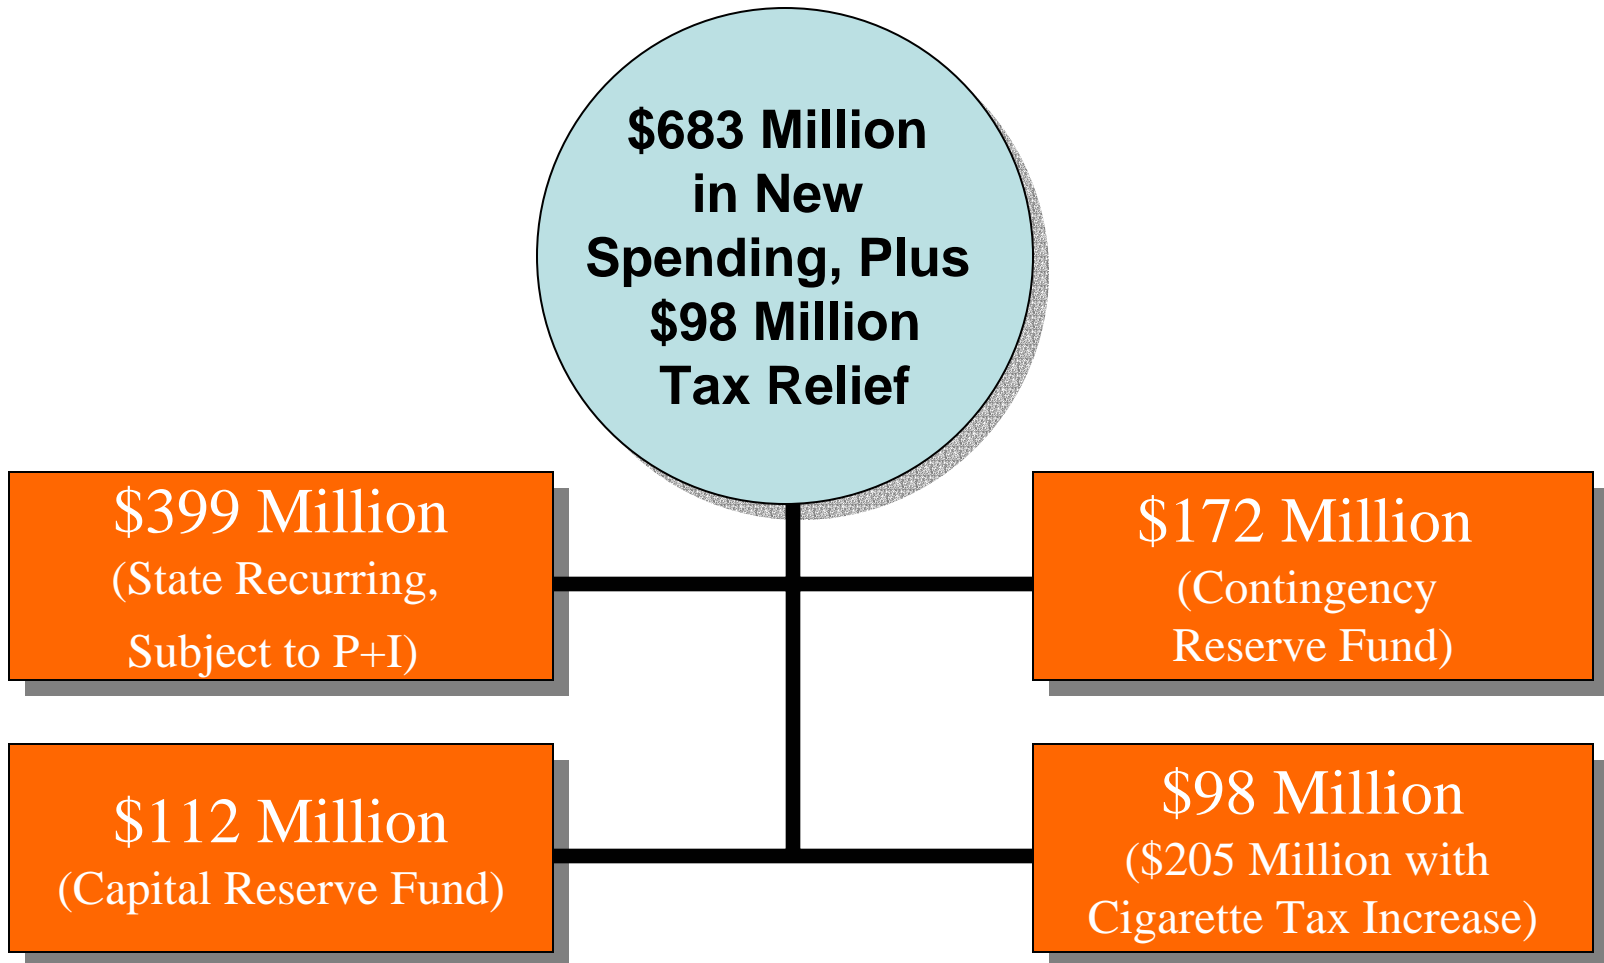 $683 Million
in New
Spending, Plus
$98 Million
Tax Relief
$399 Million
(State Recurring,
Subject to P+I)
$172 Million
(Contingency
Reserve Fund)
$112 Million
(Capital Reserve Fund)
$98 Million
($205 Million with
Cigarette Tax Increase)